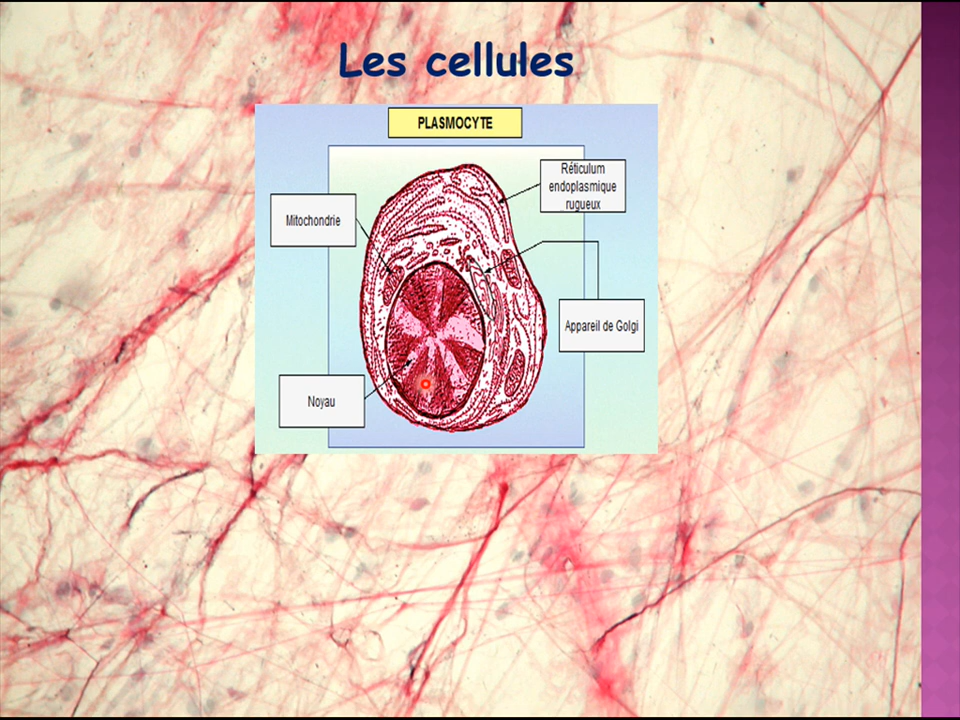 Les cellules
PLASMOCYTE
Réticulum
endoplasmique
rugueux
Mitochondrie
Appareil de Golgi
Noyau